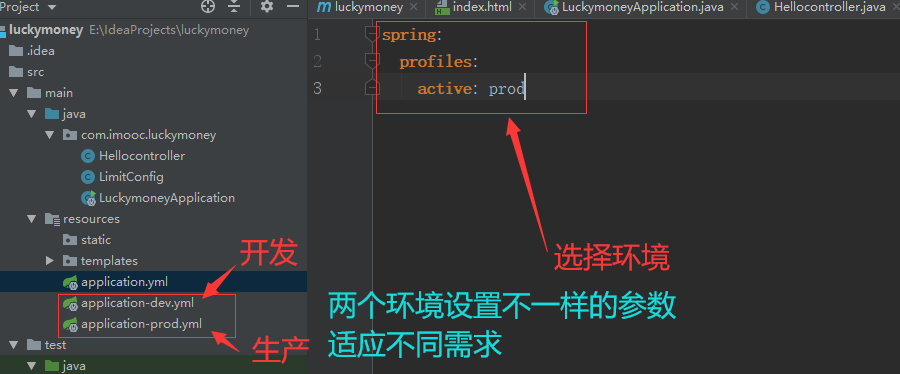 Project
luckymoney
index.html
LuckymoneyApplication.java
Hellocontroller.java
luckymoney E:\IdeaProjects\luckymoney
.idea
src
main
java
com.imooc.luckymoney
Hellocontroller
LimitConfig
LuckymoneyApplication
resources
static
templates
application.yml
application-dev.yml
application-prod.yml
test
java
1 spring:
2 profiles:
3 active: prod
开发
生产
选择环境
两个环境设置不一样的参数
适应不同需求